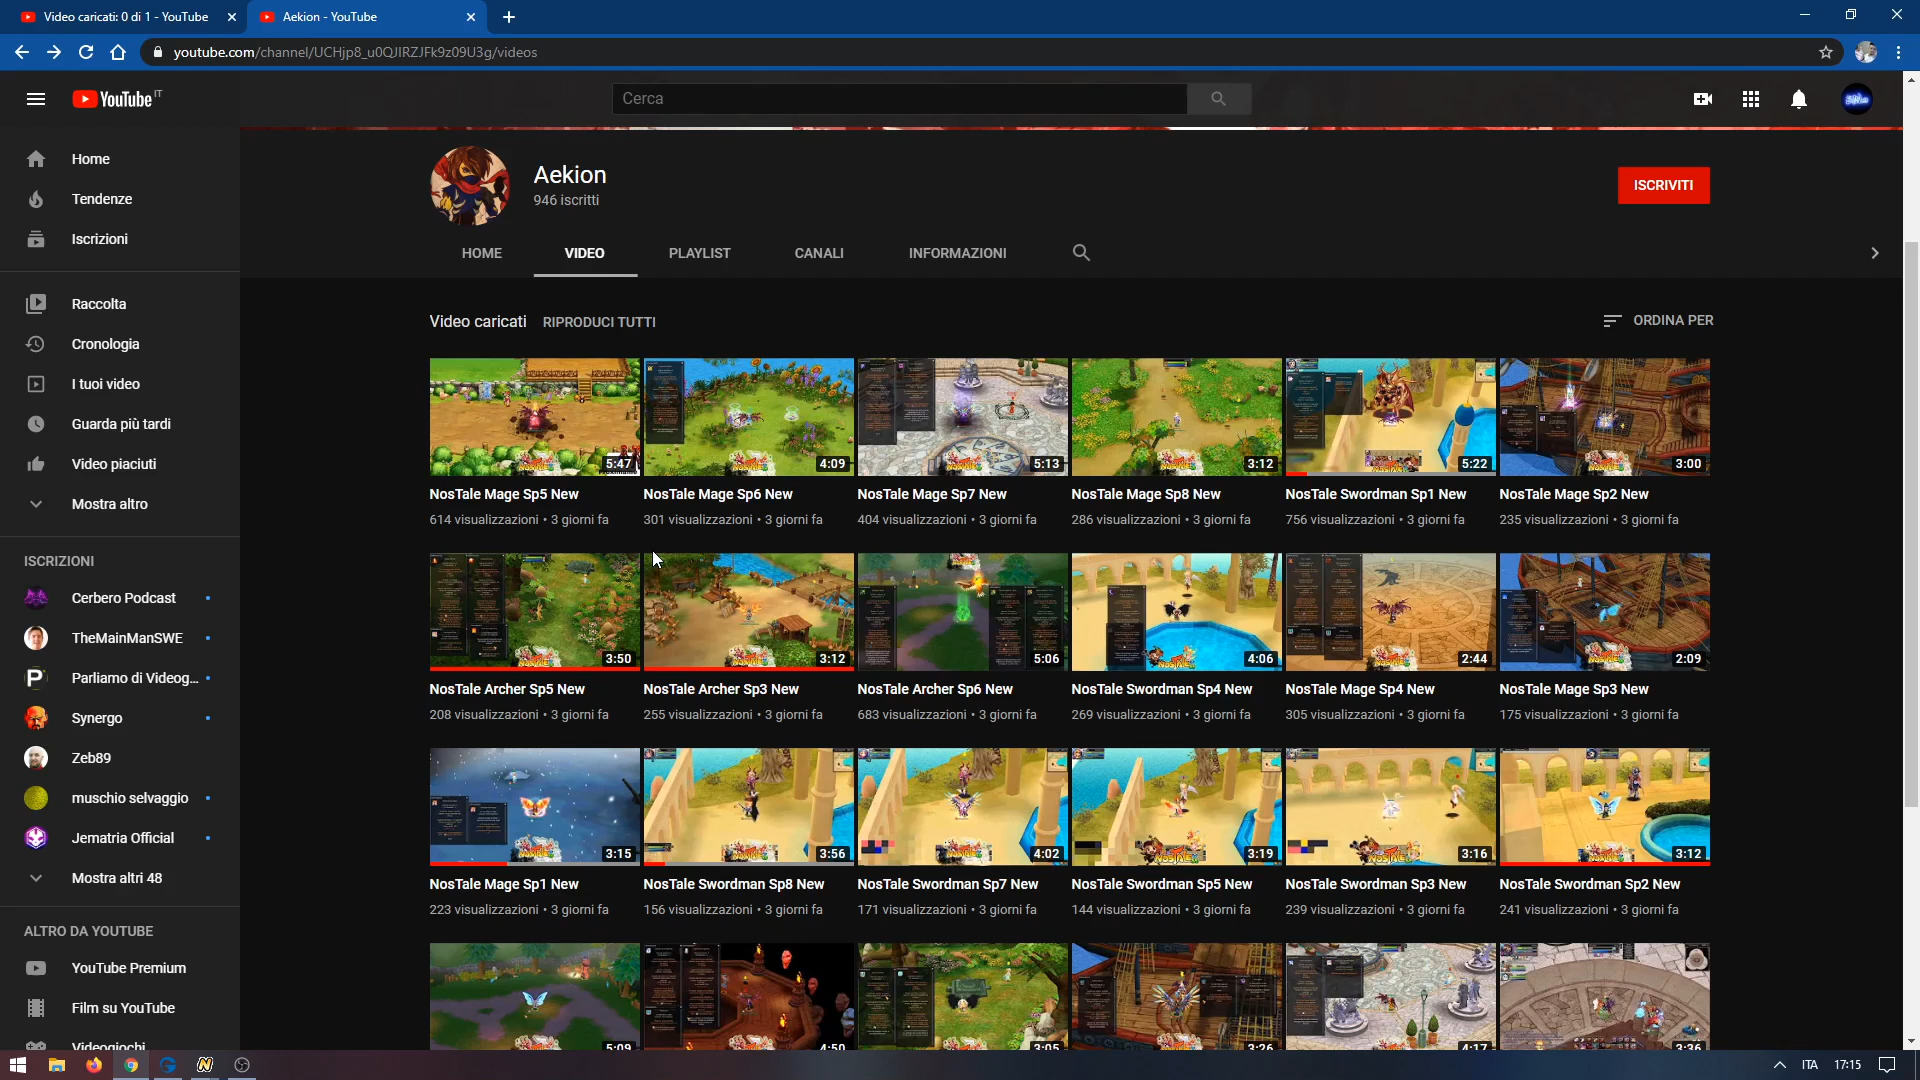 Video caricati: 0 di 1 - YouTube
Aekion - YouTube
youtube.com/channel/UCHjp8_u0QJIRZJFk9z09U3g/videos
YouTube IT
Cerca
Home
Tendenze
Iscrizioni
Raccolta
Cronologia
I tuoi video
Guarda più tardi
Video piaciuti
Mostra altro
ISCRIZIONI
Cerbero Podcast
TheMainManSWE
Parliamo di Videog...
Synergo
Zeb89
muschio selvaggio
Jematria Official
Mostra altri 48
ALTRO DA YOUTUBE
YouTube Premium
Film su YouTube
Videogiochi
Aekion
946 iscritti
ISCRIVITI
HOME VIDEO PLAYLIST CANALI INFORMAZIONI
Video caricati RIPRODUCI TUTTI
ORDINA PER
5:47 4:09 5:13 3:12 5:22 3:00
NosTale Mage Sp5 New
614 visualizzazioni • 3 giorni fa
NosTale Mage Sp6 New
301 visualizzazioni • 3 giorni fa
NosTale Mage Sp7 New
404 visualizzazioni • 3 giorni fa
NosTale Mage Sp8 New
286 visualizzazioni • 3 giorni fa
NosTale Swordman Sp1 New
756 visualizzazioni • 3 giorni fa
NosTale Mage Sp2 New
235 visualizzazioni • 3 giorni fa
3:50 3:12 5:06 4:06 2:44 2:09
NosTale Archer Sp5 New
208 visualizzazioni • 3 giorni fa
NosTale Archer Sp3 New
255 visualizzazioni • 3 giorni fa
NosTale Archer Sp6 New
683 visualizzazioni • 3 giorni fa
NosTale Swordman Sp4 New
269 visualizzazioni • 3 giorni fa
NosTale Mage Sp4 New
305 visualizzazioni • 3 giorni fa
NosTale Mage Sp3 New
175 visualizzazioni • 3 giorni fa
3:15 3:56 4:02 3:19 3:16 3:12
NosTale Mage Sp1 New
223 visualizzazioni • 3 giorni fa
NosTale Swordman Sp8 New
156 visualizzazioni • 3 giorni fa
NosTale Swordman Sp7 New
171 visualizzazioni • 3 giorni fa
NosTale Swordman Sp5 New
144 visualizzazioni • 3 giorni fa
NosTale Swordman Sp3 New
239 visualizzazioni • 3 giorni fa
NosTale Swordman Sp2 New
241 visualizzazioni • 3 giorni fa
5:09 4:50 3:05 3:26 4:17 3:36
ITA 17:15